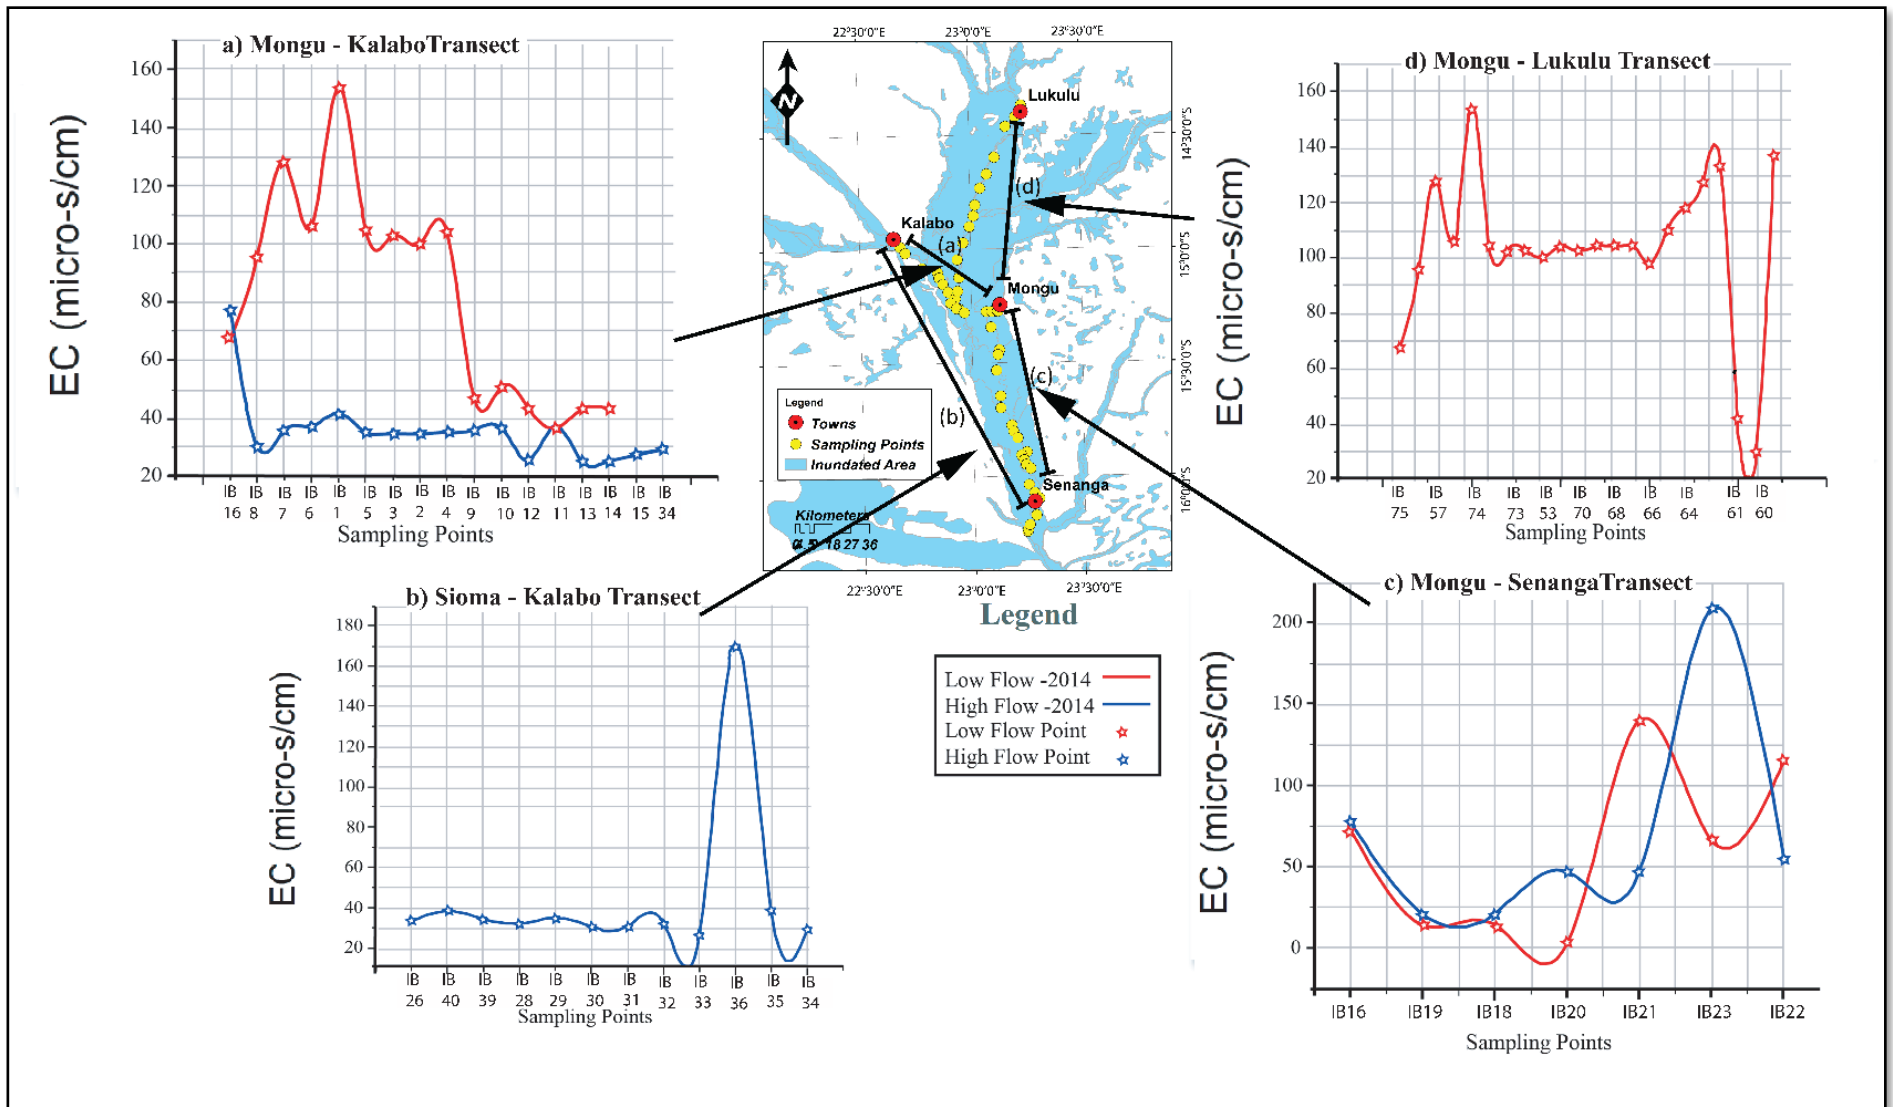 a) Mongu - KalaboTransect
EC (micro-s/cm)
160
140
120
100
80
60
40
20
IB 16
IB 8
IB 7
IB 6
IB 1
IB 5
IB 3
IB 2
IB 4
IB 9
IB 10
IB 12
IB 11
IB 13
IB 14
IB 15
IB 34
Sampling Points
22°30'0"E 23°0'0"E 23°30'0"E
N
Lukulu
14°30'0"S
(d)
Kalabo
(a)
15°0'0"S
Mongu
15°30'0"S
(c)
(b)
Legend
Towns
Sampling Points
Inundated Area
Senanga
16°0'0"S
Kilometers
18 27 36
22°30'0"E 23°0'0"E 23°30'0"E
d) Mongu - Lukulu Transect
EC (micro-s/cm)
160
140
120
100
80
60
40
20
IB 75
IB 57
IB 74
IB 73
IB 53
IB 70
IB 68
IB 66
IB 64
IB 61
IB 60
Sampling Points
b) Sioma - Kalabo Transect
EC (micro-s/cm)
180
160
140
120
100
80
60
40
20
IB 26
IB 40
IB 39
IB 28
IB 29
IB 30
IB 31
IB 32
IB 33
IB 36
IB 35
IB 34
Sampling Points
Legend
Low Flow -2014
High Flow -2014
Low Flow Point
High Flow Point
c) Mongu - SenangaTransect
EC (micro-s/cm)
200
150
100
50
0
IB16 IB19 IB18 IB20 IB21 IB23 IB22
Sampling Points